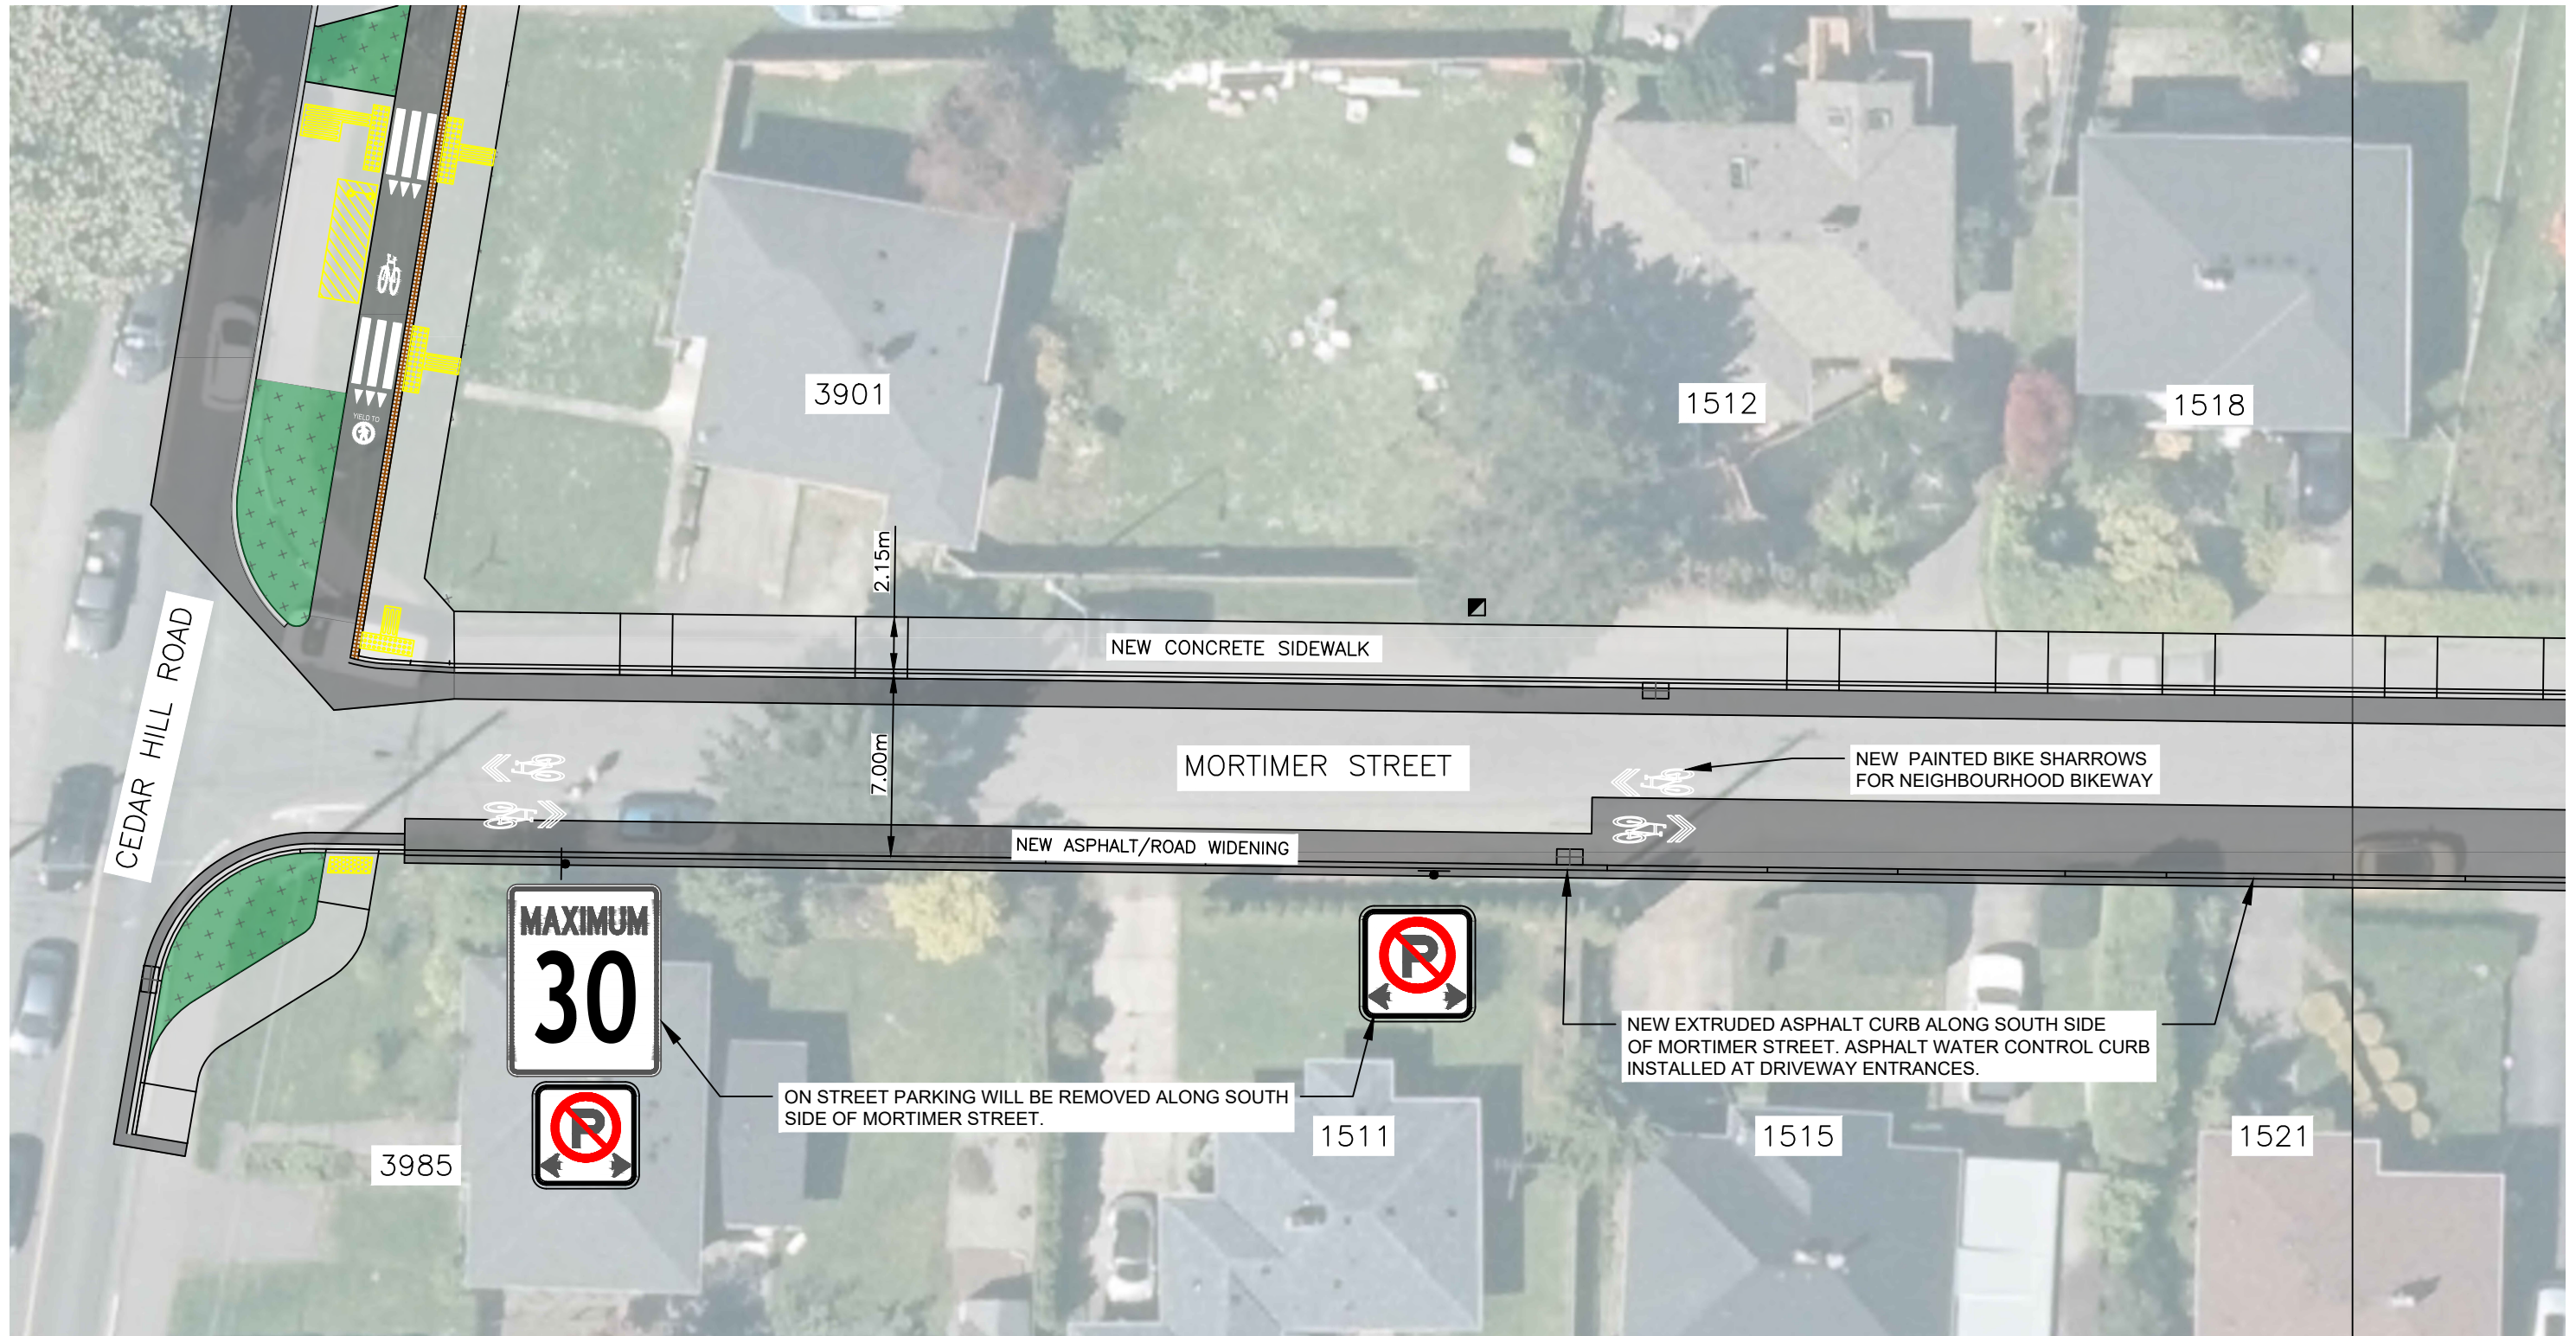 YIELD TO
3901
1512
1518
2.15m
NEW CONCRETE SIDEWALK
CEDAR HILL ROAD
7.00m
MORTIMER STREET
NEW PAINTED BIKE SHARROWS
FOR NEIGHBOURHOOD BIKEWAY
NEW ASPHALT/ROAD WIDENING
MAXIMUM
30
P
P
NEW EXTRUDED ASPHALT CURB ALONG SOUTH SIDE
OF MORTIMER STREET. ASPHALT WATER CONTROL CURB
INSTALLED AT DRIVEWAY ENTRANCES.
ON STREET PARKING WILL BE REMOVED ALONG SOUTH
SIDE OF MORTIMER STREET.
3985
1511
1515
1521